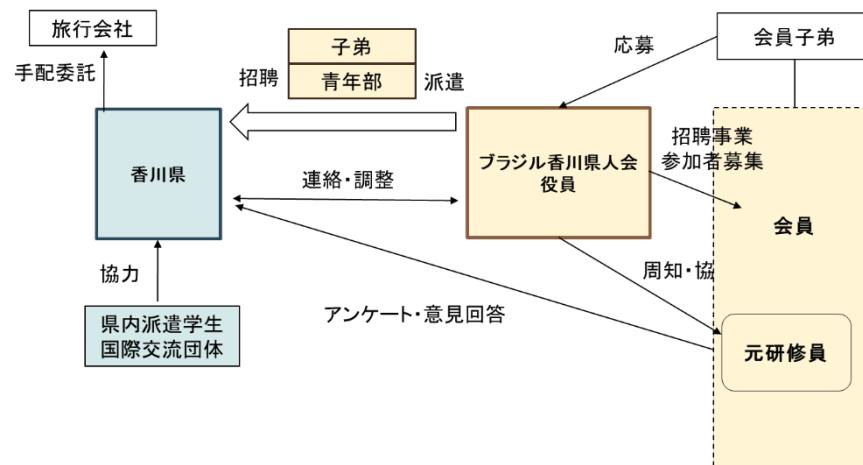 旅行会社
手配委託
招聘
子弟
青年部
派遣
応募
会員子弟
香川県
連絡・調整
ブラジル香川県人会
役員
招聘事業
参加者募集
会員
周知・協
協力
アンケート・意見回答
県内派遣学生
国際交流団体
元研修員